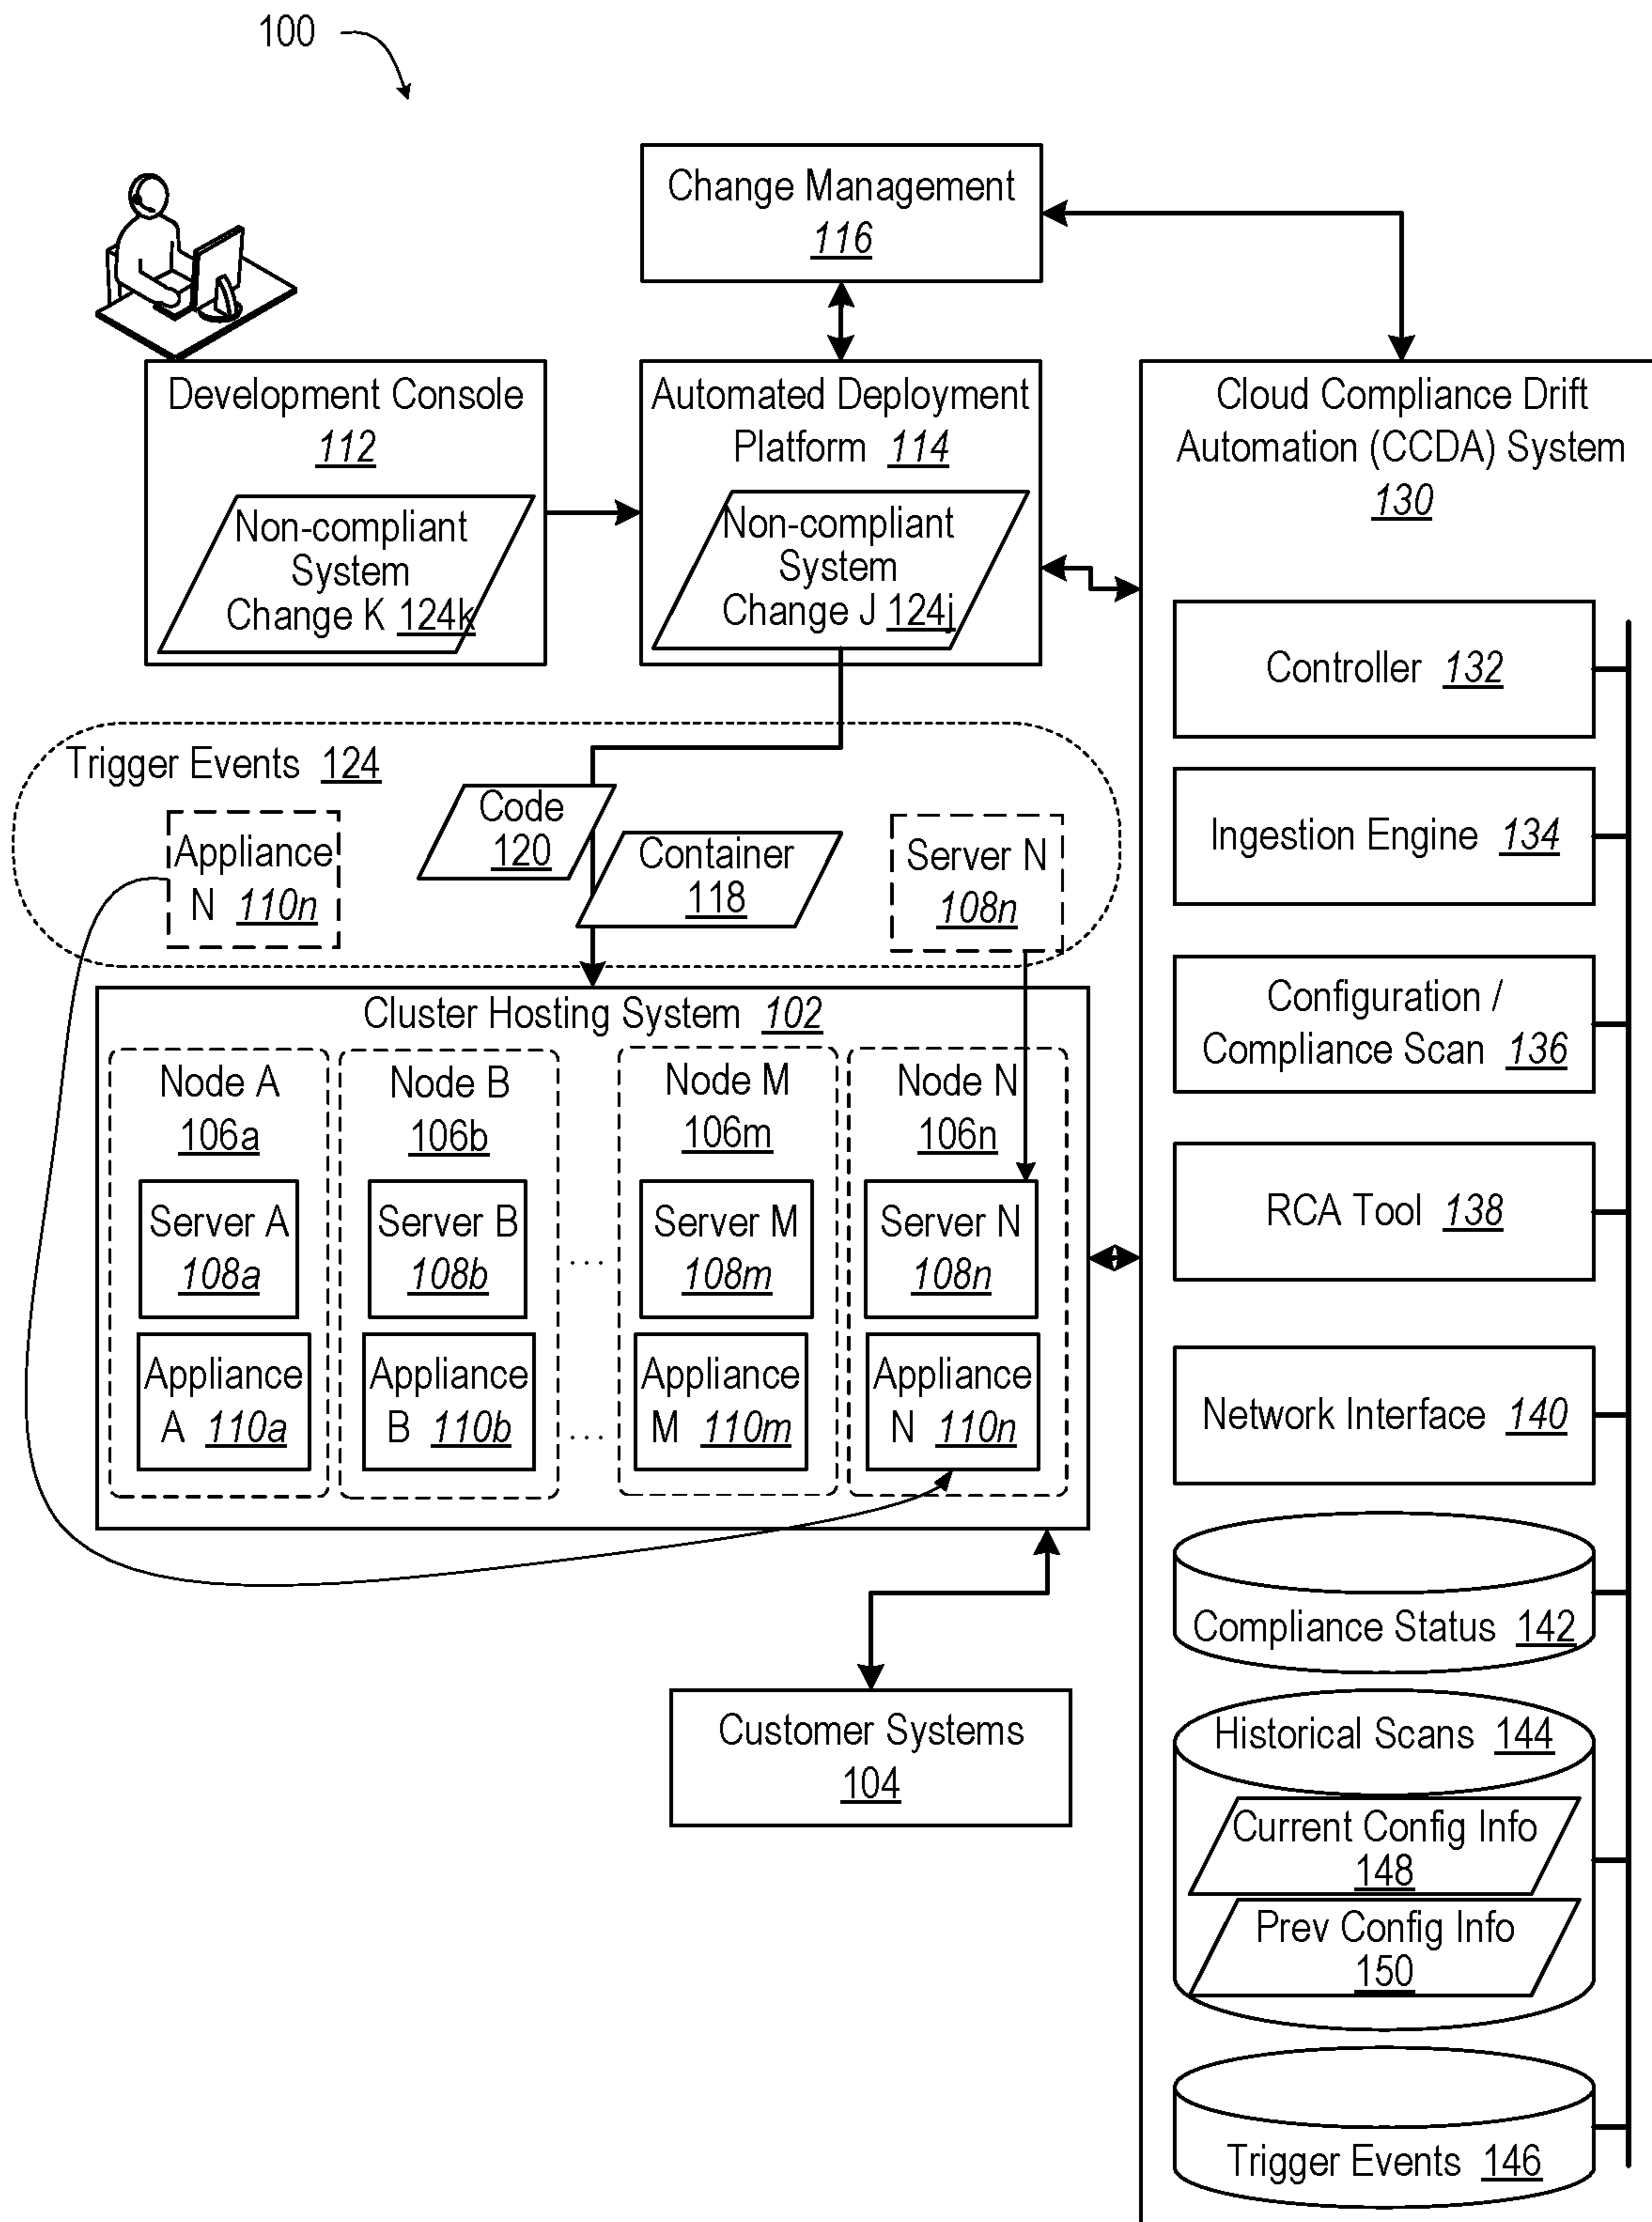 100
Change Management
116
Development Console
112
Non-compliant
System
Change K 124k
Automated Deployment
Platform 114
Non-compliant
System
Change J 124j
Cloud Compliance Drift
Automation (CCDA) System
130
Controller 132
Ingestion Engine 134
Configuration /
Compliance Scan 136
RCA Tool 138
Network Interface 140
Compliance Status 142
Historical Scans 144
Current Config Info
148
Prev Config Info
150
Trigger Events 146
Trigger Events 124
Appliance
N 110n
Code
120
Container
118
Server N
108n
Cluster Hosting System 102
Node A
106a
Server A
108a
Appliance
A 110a
Node B
106b
Server B
108b
Appliance
B 110b
...
...
Node M
106m
Server M
108m
Appliance
M 110m
Node N
106n
Server N
108n
Appliance
N 110n
Customer Systems
104